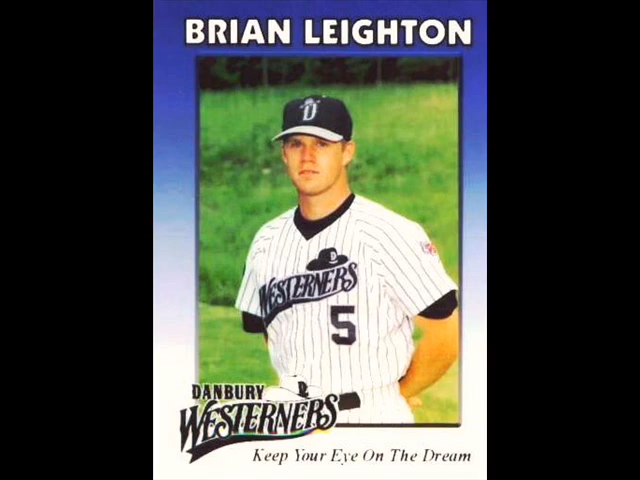 BRIAN LEIGHTON
D
D
WESTERNERS
5
DANBURY
D
WESTERNERS
Keep Your Eye On The Dream